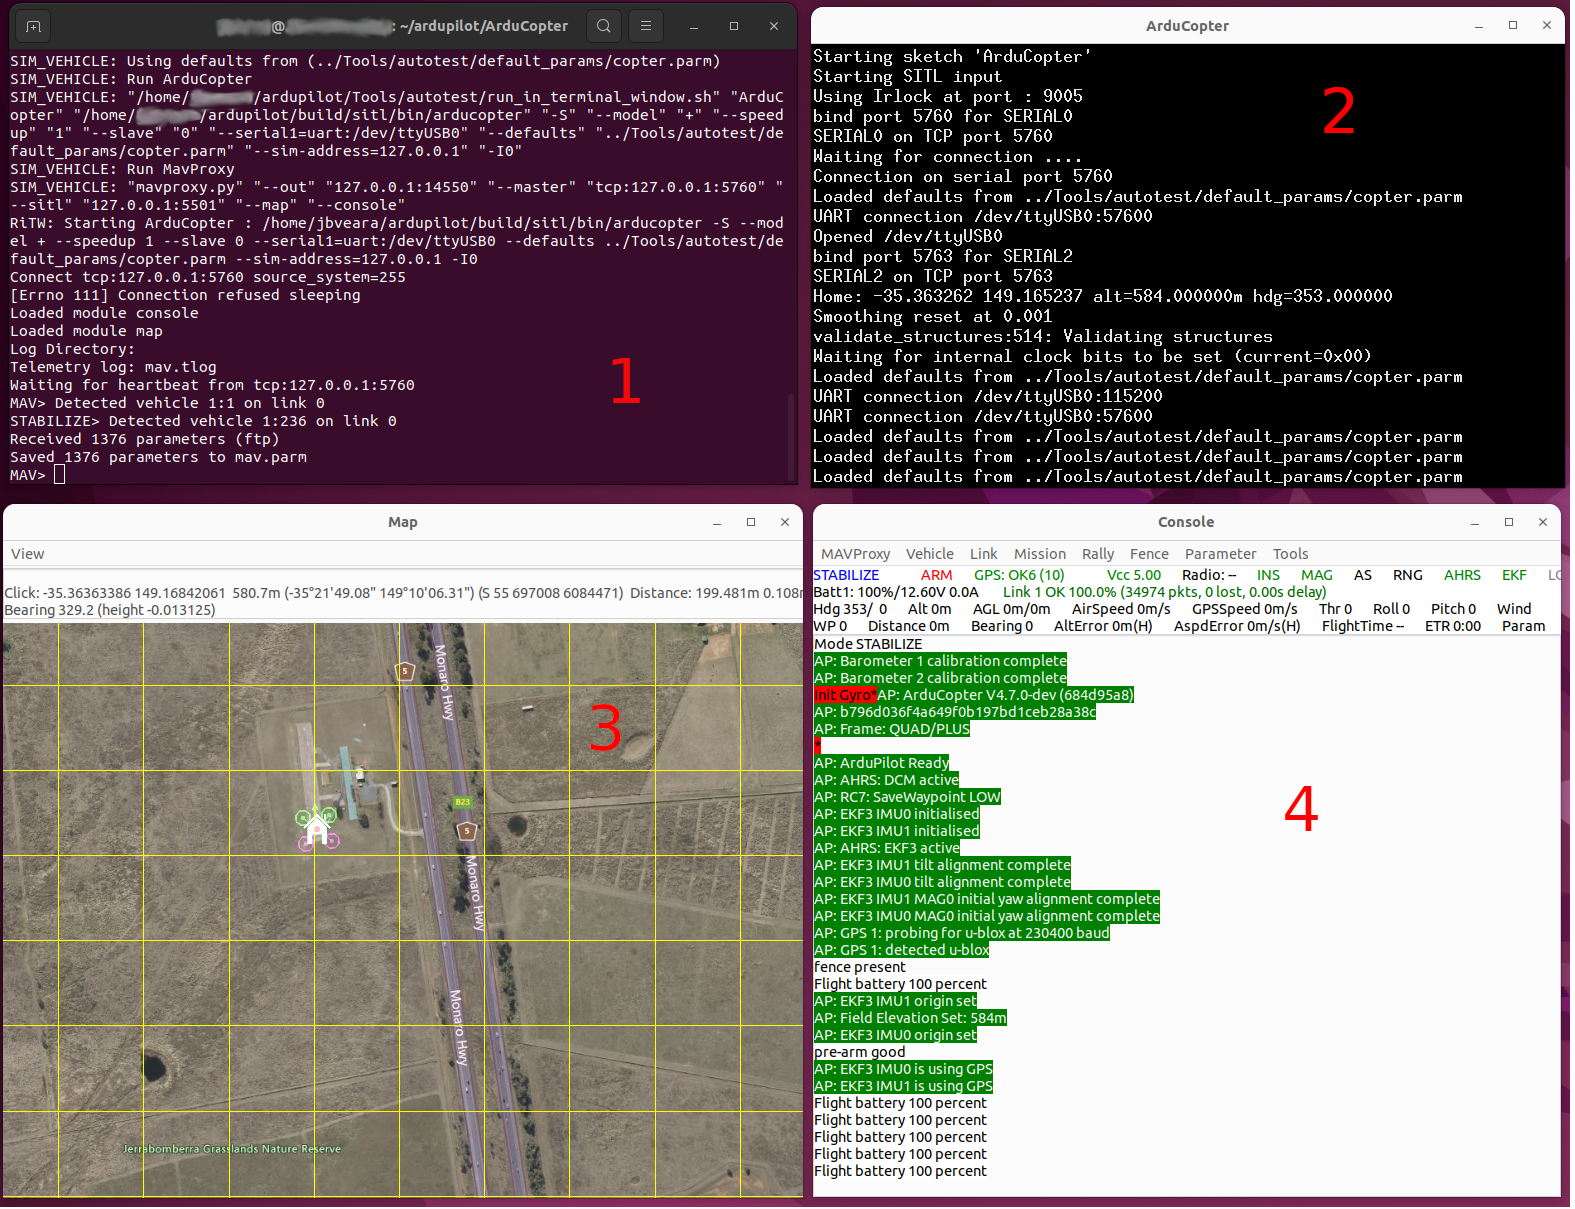 : ~/ardupilot/ArduCopter
SIM_VEHICLE: Using defaults from (../Tools/autotest/default_params/copter.parm)
SIM_VEHICLE: Run ArduCopter
SIM_VEHICLE: "/home/ /ardupilot/Tools/autotest/run_in_terminal_window.sh" "ArduC
opter" "/home/ /ardupilot/build/sitl/bin/arducopter" "-S" "--model" "+" "--speed
up" "1" "--slave" "0" "--serial1=uart:/dev/ttyUSB0" "--defaults" "../Tools/autotest/de
fault_params/copter.parm" "--sim-address=127.0.0.1" "-I0"
SIM_VEHICLE: Run MavProxy
SIM_VEHICLE: "mavproxy.py" "--out" "127.0.0.1:14550" "--master" "tcp:127.0.0.1:5760" "
--sitl" "127.0.0.1:5501" "--map" "--console"
RiTW: Starting ArduCopter : /home/jbveara/ardupilot/build/sitl/bin/arducopter -S --mod
el + --speedup 1 --slave 0 --serial1=uart:/dev/ttyUSB0 --defaults ../Tools/autotest/de
fault_params/copter.parm --sim-address=127.0.0.1 -I0
Connect tcp:127.0.0.1:5760 source_system=255
[Errno 111] Connection refused sleeping
Loaded module console
Loaded module map
Log Directory:
Telemetry log: mav.tlog
Waiting for heartbeat from tcp:127.0.0.1:5760
MAV> Detected vehicle 1:1 on link 0
STABILIZE> Detected vehicle 1:236 on link 0
Received 1376 parameters (ftp)
Saved 1376 parameters to mav.parm
MAV>
1
ArduCopter
Starting sketch 'ArduCopter'
Starting SITL input
Using Irlock at port : 9005
bind port 5760 for SERIAL0
SERIAL0 on TCP port 5760
Waiting for connection ....
Connection on serial port 5760
Loaded defaults from ../Tools/autotest/default_params/copter.parm
UART connection /dev/ttyUSB0:57600
Opened /dev/ttyUSB0
bind port 5763 for SERIAL2
SERIAL2 on TCP port 5763
Home: -35.363262 149.165237 alt=584.000000m hdg=353.000000
Smoothing reset at 0.001
validate_structures:514: Validating structures
Waiting for internal clock bits to be set (current=0x00)
Loaded defaults from ../Tools/autotest/default_params/copter.parm
UART connection /dev/ttyUSB0:115200
UART connection /dev/ttyUSB0:57600
Loaded defaults from ../Tools/autotest/default_params/copter.parm
Loaded defaults from ../Tools/autotest/default_params/copter.parm
Loaded defaults from ../Tools/autotest/default_params/copter.parm
2
Map
View
Click: -35.36363386 149.16842061 580.7m (-35°21'49.08" 149°10'06.31") (S 55 697008 6084471) Distance: 199.481m 0.108n
Bearing 329.2 (height -0.013125)
5
Monaro Hwy
3
B23
5
Monaro Hwy
Monaro Hwy
Jerrabomberra Grasslands Nature Reserve
Console
MAVProxy Vehicle Link Mission Rally Fence Parameter Tools
STABILIZE ARM GPS: OK6 (10) Vcc 5.00 Radio: -- INS MAG AS RNG AHRS EKF LO
Batt1: 100%/12.60V 0.0A Link 1 OK 100.0% (34974 pkts, 0 lost, 0.00s delay)
Hdg 353/ 0 Alt 0m AGL 0m/0m AirSpeed 0m/s GPSSpeed 0m/s Thr 0 Roll 0 Pitch 0 Wind
WP 0 Distance 0m Bearing 0 AltError 0m(H) AspdError 0m/s(H) FlightTime -- ETR 0:00 Param
Mode STABILIZE
AP: Barometer 1 calibration complete
AP: Barometer 2 calibration complete
Init Gyro*AP: ArduCopter V4.7.0-dev (684d95a8)
AP: b796d036f4a649f0b197bd1ceb28a38c
AP: Frame: QUAD/PLUS
*
AP: ArduPilot Ready
AP: AHRS: DCM active
AP: RC7: SaveWaypoint LOW
AP: EKF3 IMU0 initialised
AP: EKF3 IMU1 initialised
AP: AHRS: EKF3 active
AP: EKF3 IMU1 tilt alignment complete
AP: EKF3 IMU0 tilt alignment complete
AP: EKF3 IMU1 MAG0 initial yaw alignment complete
AP: EKF3 IMU0 MAG0 initial yaw alignment complete
AP: GPS 1: probing for u-blox at 230400 baud
AP: GPS 1: detected u-blox
fence present
Flight battery 100 percent
AP: EKF3 IMU1 origin set
AP: Field Elevation Set: 584m
AP: EKF3 IMU0 origin set
pre-arm good
AP: EKF3 IMU0 is using GPS
AP: EKF3 IMU1 is using GPS
Flight battery 100 percent
Flight battery 100 percent
Flight battery 100 percent
Flight battery 100 percent
Flight battery 100 percent
4